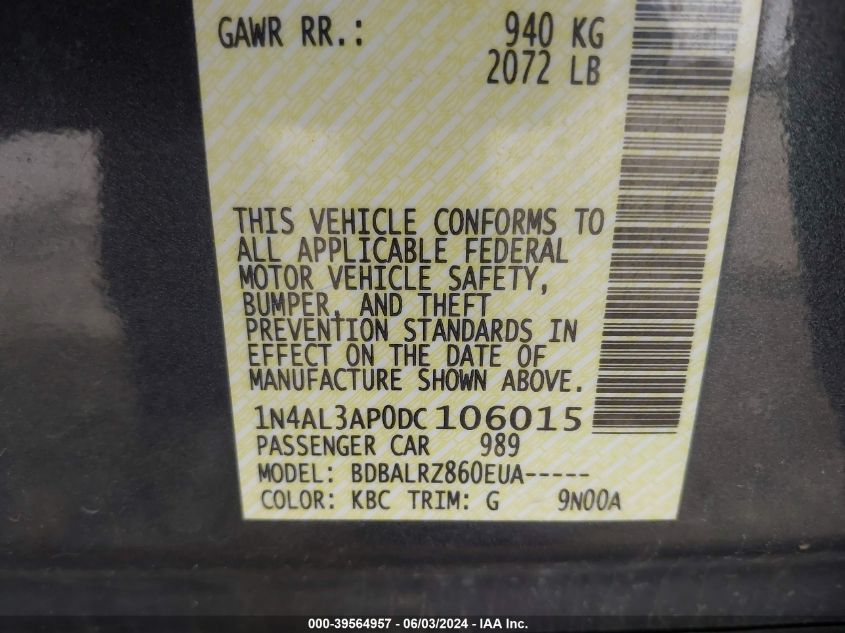 GAWR RR.: 940 KG
2072 LB
THIS VEHICLE CONFORMS TO
ALL APPLICABLE FEDERAL
MOTOR VEHICLE SAFETY,
BUMPER, AND THEFT
PREVENTION STANDARDS IN
EFFECT ON THE DATE OF
MANUFACTURE SHOWN ABOVE.
1N4AL3AP0DC106015
PASSENGER CAR 989
MODEL: BDBALRZ860EUA-----
COLOR: KBC TRIM: G 9N00A
000-39564957 - 06/03/2024 - IAA Inc.